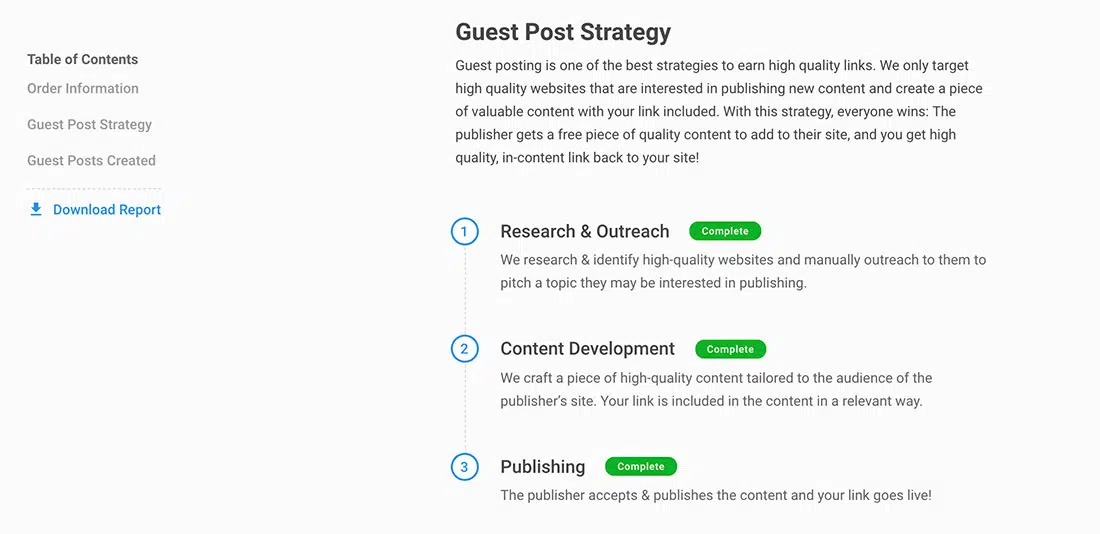 Table of Contents
Order Information
Guest Post Strategy
Guest Posts Created
Download Report
Guest Post Strategy
Guest posting is one of the best strategies to earn high quality links. We only target
high quality websites that are interested in publishing new content and create a piece
of valuable content with your link included. With this strategy, everyone wins: The
publisher gets a free piece of quality content to add to their site, and you get high
quality, in-content link back to your site!
1 Research & Outreach Complete
We research & identify high-quality websites and manually outreach to them to
pitch a topic they may be interested in publishing.
2 Content Development Complete
We craft a piece of high-quality content tailored to the audience of the
publisher’s site. Your link is included in the content in a relevant way.
3 Publishing Complete
The publisher accepts & publishes the content and your link goes live!